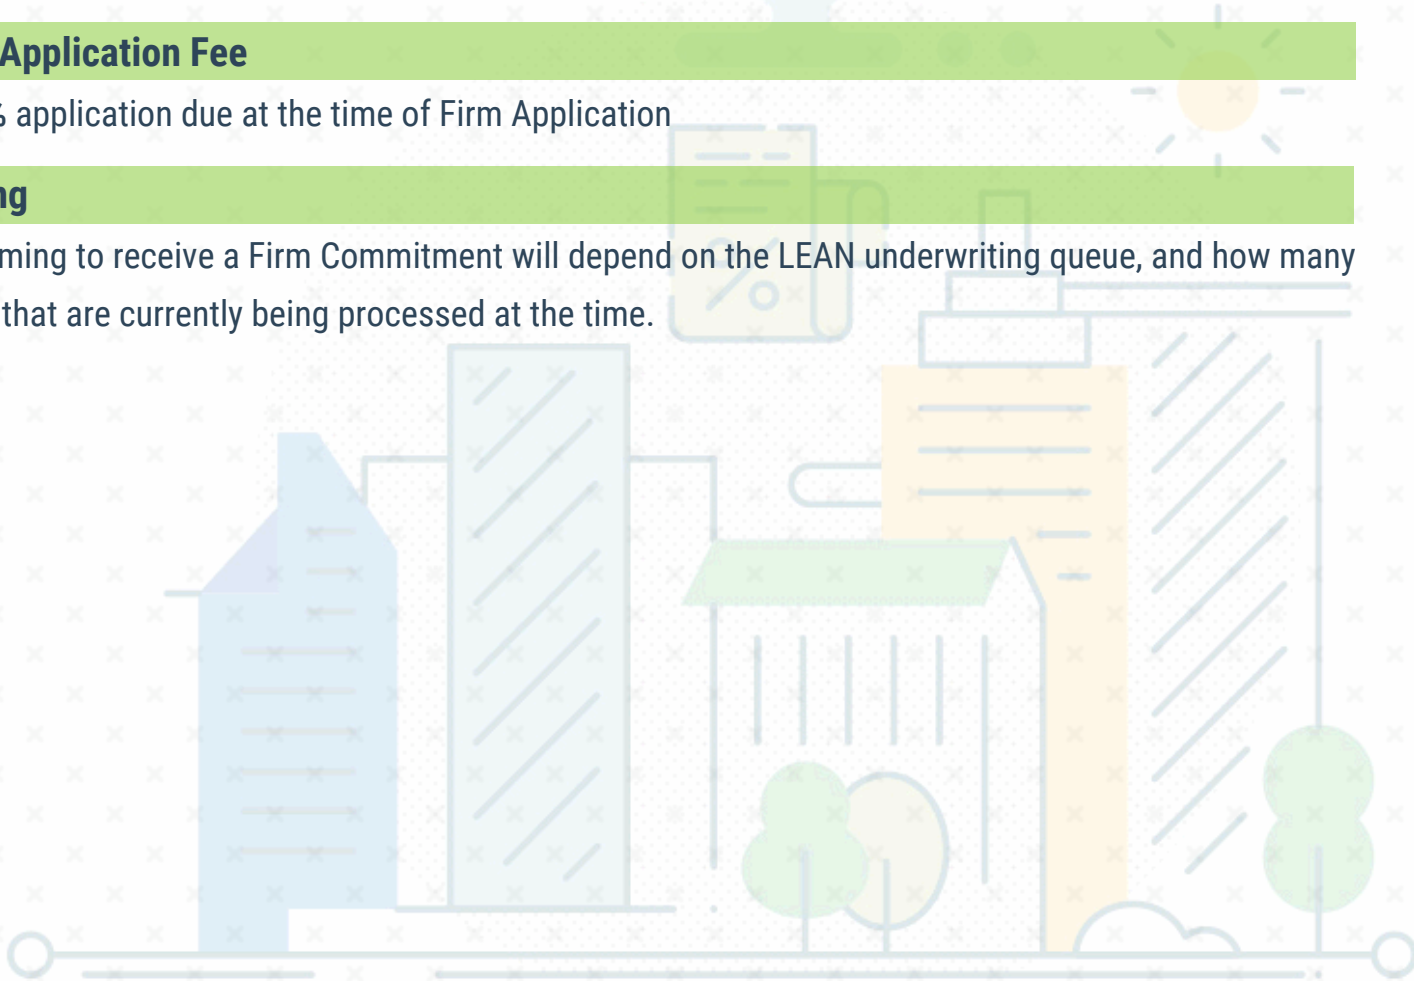 Application Fee
% application due at the time of Firm Application
ng
ming to receive a Firm Commitment will depend on the LEAN underwriting queue, and how many
that are currently being processed at the time.